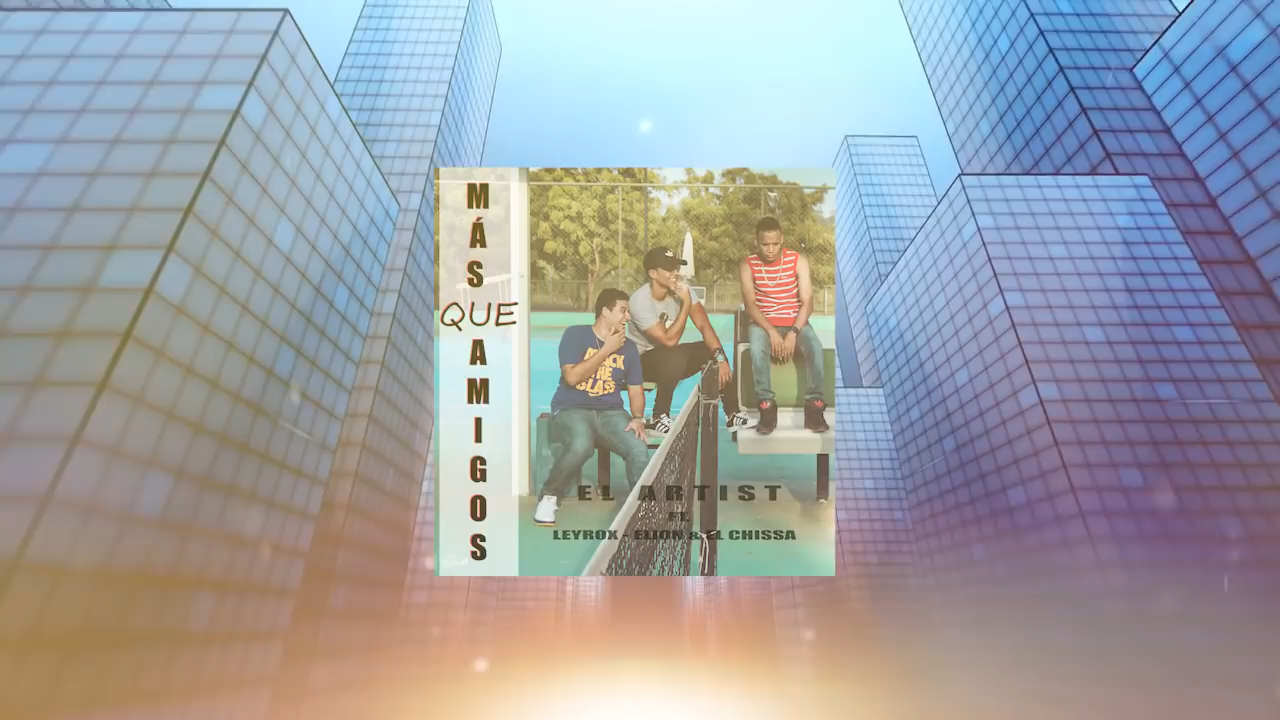 MÁS
QUE
AMIGOS
EL ARTIST
FT
LEYROX - ELION & EL CHISSA